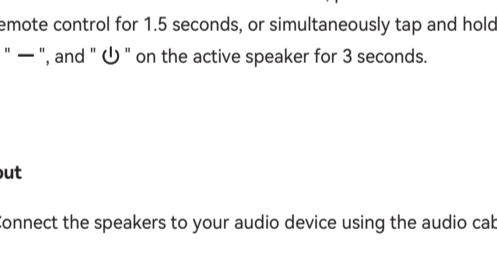 emote control for 1.5 seconds, or simultaneously tap and hold
"—", and "⏻" on the active speaker for 3 seconds.
out
Connect the speakers to your audio device using the audio cab